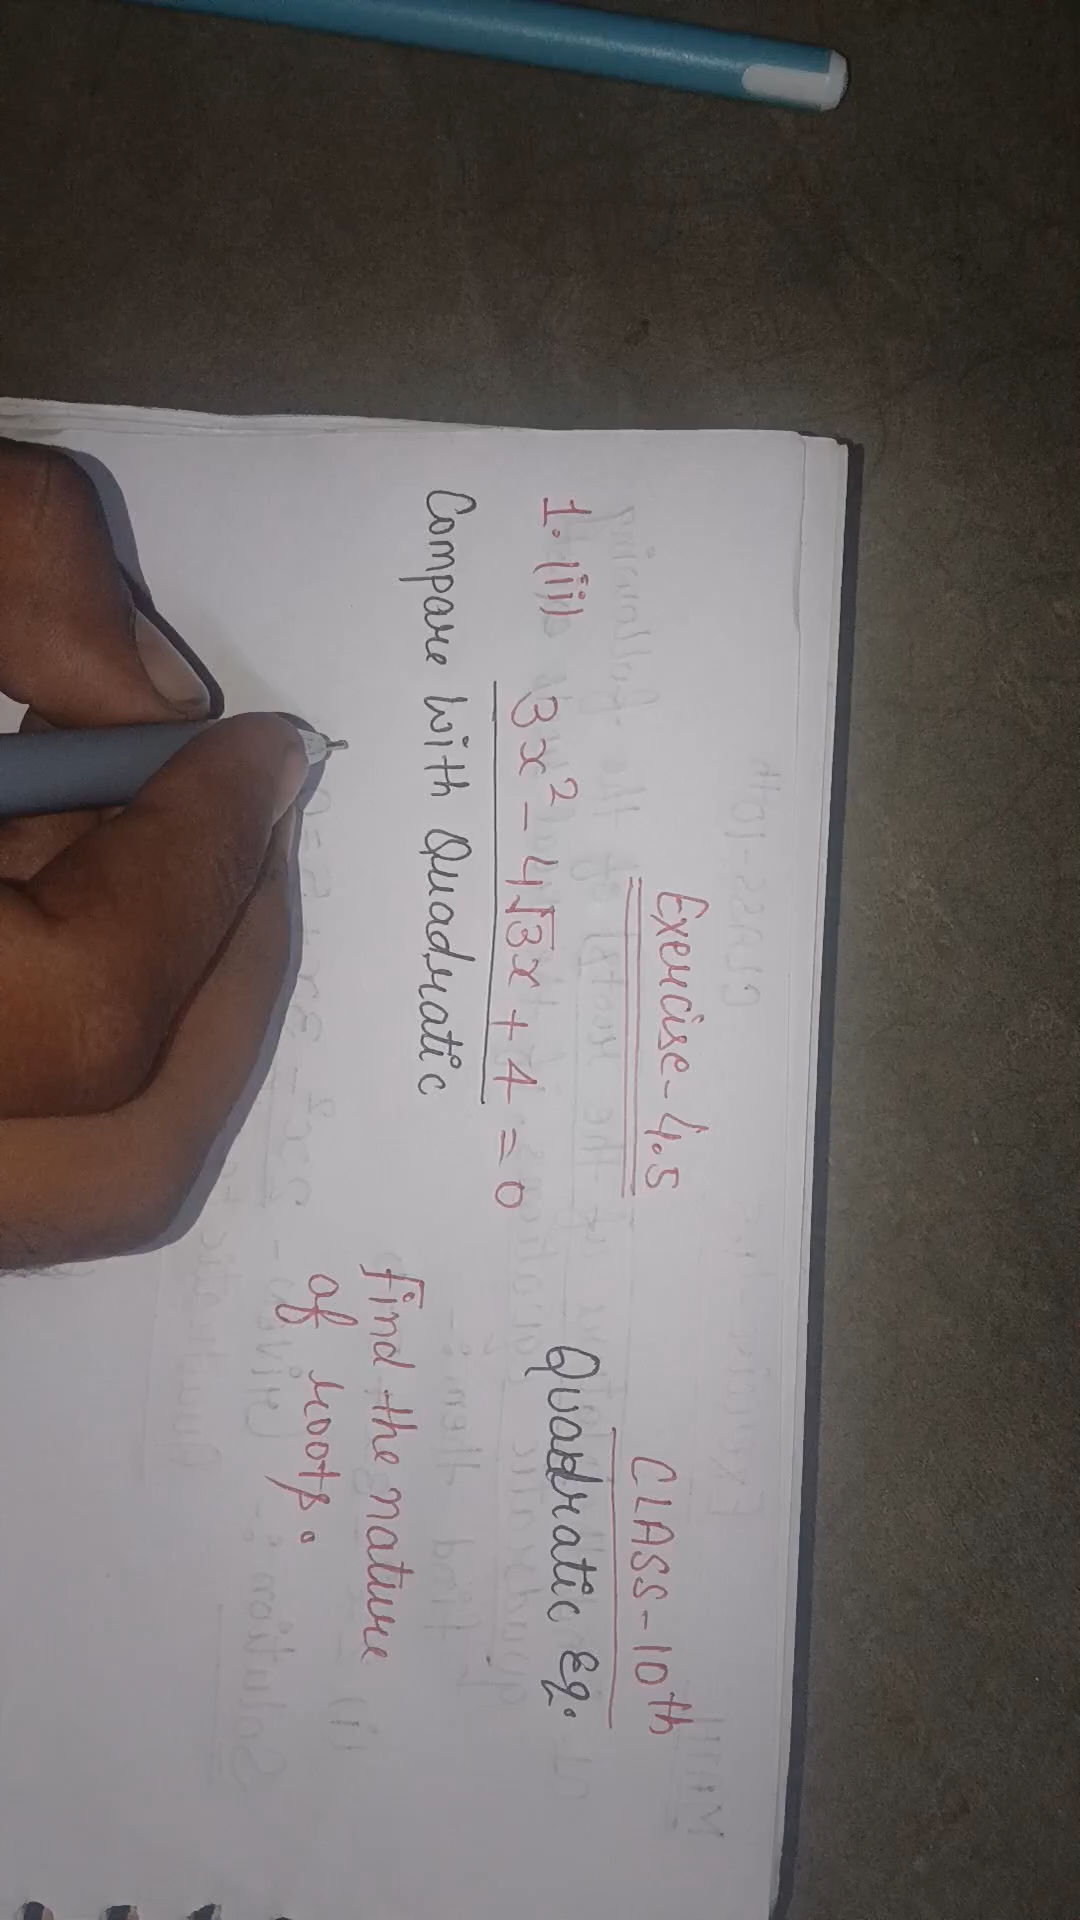 CLASS-10th
Exercise-4.5
Quadratic Eq.
1. (ii) 3x² - 4√3x + 4 = 0
Compare with Quadratic
find the nature
of roots.